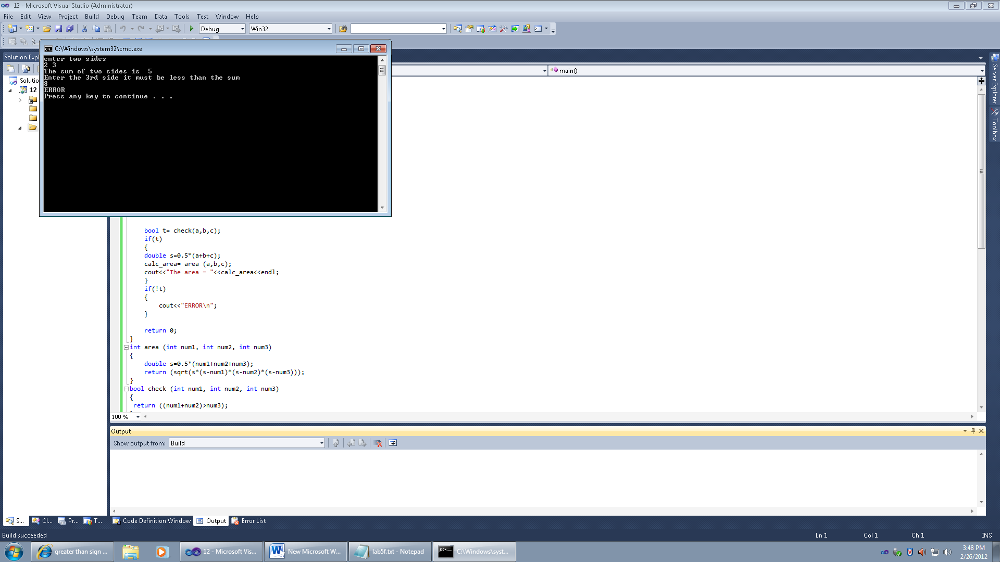 12 - Microsoft Visual Studio (Administrator)
File Edit View Project Build Debug Team Data Tools Test Window Help
Debug Win32
C:\Windows\system32\cmd.exe
enter two sides
2 3
The sum of two sides is  5
Enter the 3rd side it must be less than the sum
8
ERROR
Press any key to continue . . .
Solution Expl
Solutio
12
main()
Server Explorer
Toolbox
bool t= check(a,b,c);
if(t)
{
double s=0.5*(a+b+c);
calc_area= area (a,b,c);
cout<<"The area = "<<calc_area<<endl;
}
if(!t)
{
cout<<"ERROR\n";
}
return 0;
}
int area (int num1, int num2, int num3)
{
double s=0.5*(num1+num2+num3);
return (sqrt(s*(s-num1)*(s-num2)*(s-num3)));
}
bool check (int num1, int num2, int num3)
{
return ((num1+num2)>num3);
100 %
Output
Show output from: Build
S... Cl... Pr... T... Code Definition Window Output Error List
Build succeeded Ln 1 Col 1 Ch 1 INS
greater than sign ... 12 - Microsoft Vis... New Microsoft W... lab5f.txt - Notepad C:\Windows\syst... 3:48 PM
2/26/2012